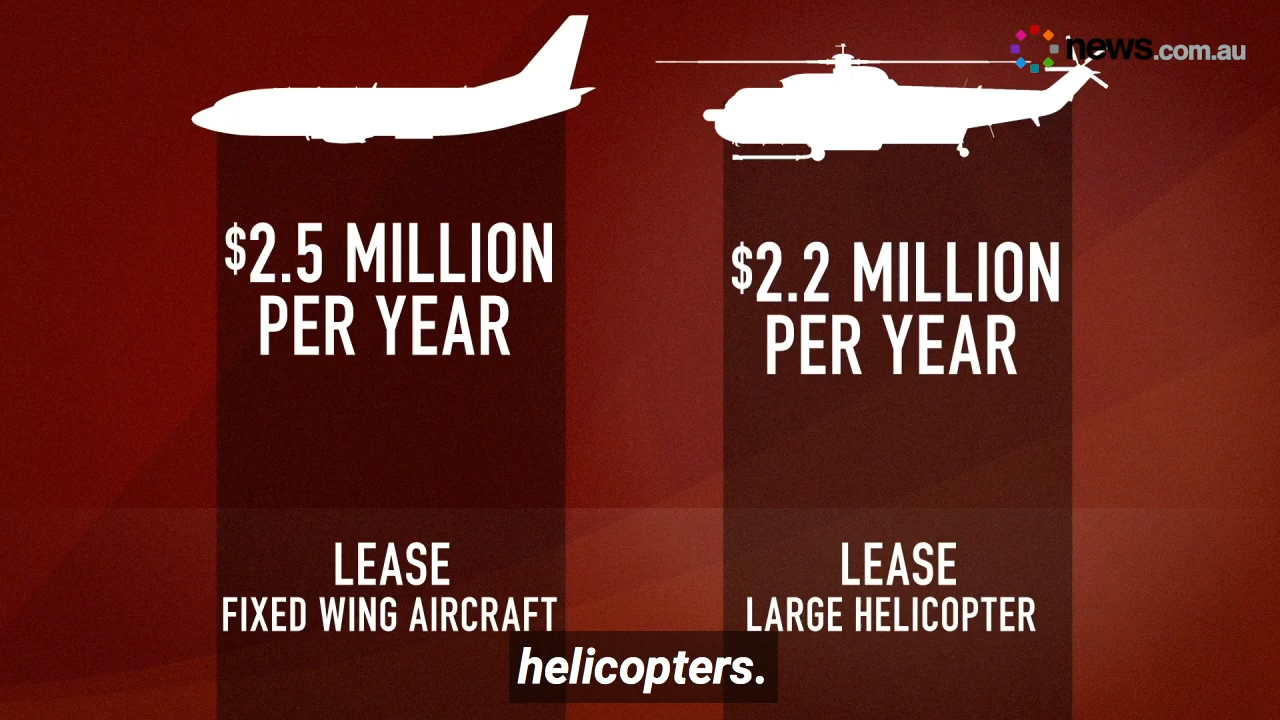 news.com.au
$2.5 MILLION
PER YEAR
$2.2 MILLION
PER YEAR
LEASE
FIXED WING AIRCRAFT
LEASE
LARGE HELICOPTER
helicopters.